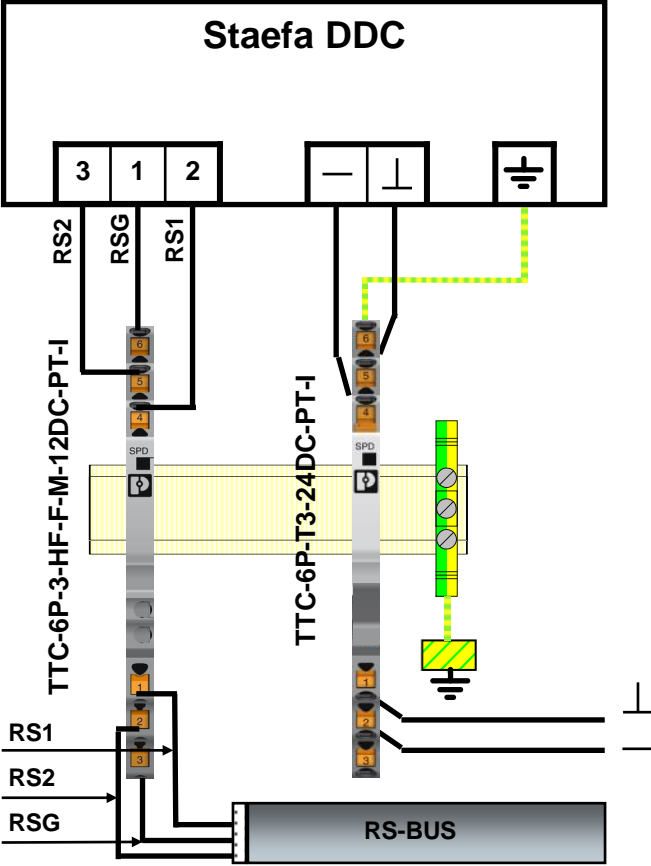 Staefa DDC
3 1 2
RS2
RSG
RS1
TTC-6P-3-HF-F-M-12DC-PT-I
6
5
4
SPD
1
2
3
TTC-6P-T3-24DC-PT-I
6
5
4
SPD
1
2
3
RS1
RS2
RSG
RS-BUS